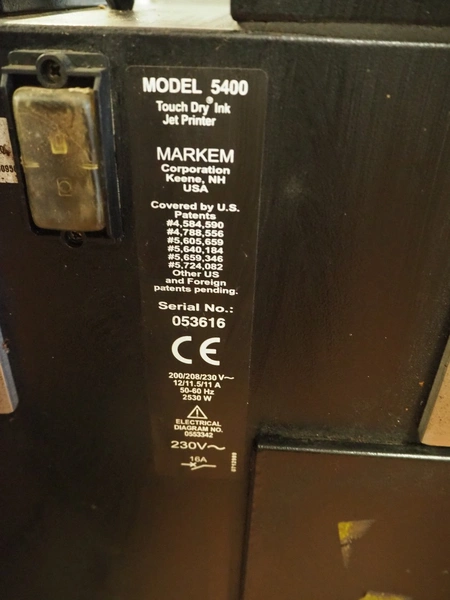 MODEL 5400
Touch Dry® Ink
Jet Printer
MARKEM
Corporation
Keene, NH
USA
Covered by U.S.
Patents
#4,584,590
#4,788,556
#5,605,659
#5,640,184
#5,659,346
#5,724,082
Other US
and Foreign
patents pending.
Serial No.:
053616
CE
200/208/230 V~
12/11.5/11 A
50-60 Hz
2530 W
ELECTRICAL
DIAGRAM NO.
0553342
230V~
16A